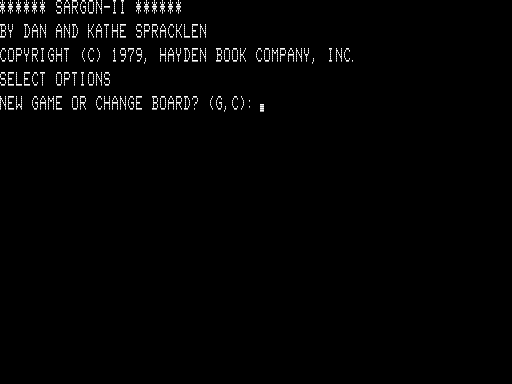 ****** SARGON-II ******
BY DAN AND KATHE SPRACKLEN
COPYRIGHT (C) 1979, HAYDEN BOOK COMPANY, INC.
SELECT OPTIONS
NEW GAME OR CHANGE BOARD? (G,C):